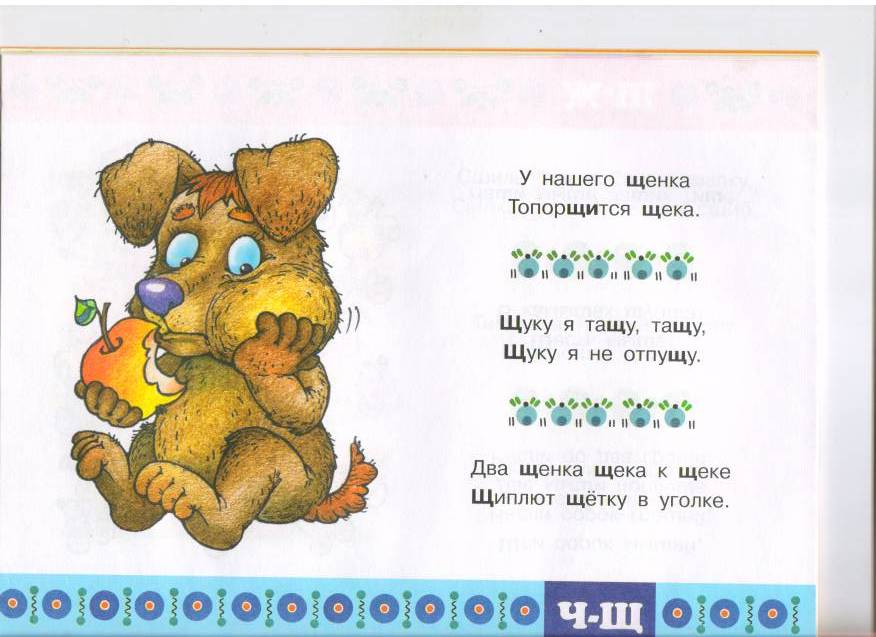 У нашего щенка
Топорщится щека.
Щуку я тащу, тащу,
Щуку я не отпущу.
Два щенка щека к щеке
Щиплют щётку в уголке.
Ч-Щ